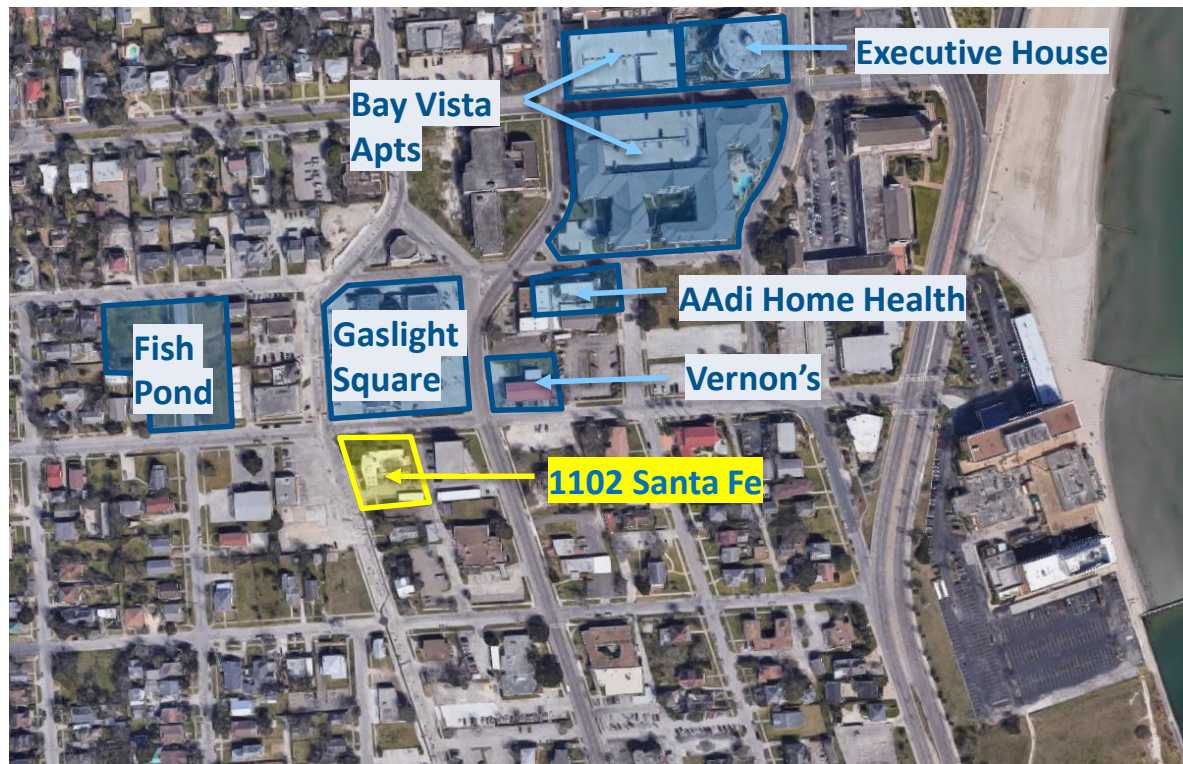 Executive House
Bay Vista
Apts
AAdi Home Health
Fish
Pond
Gaslight
Square
Vernon's
1102 Santa Fe